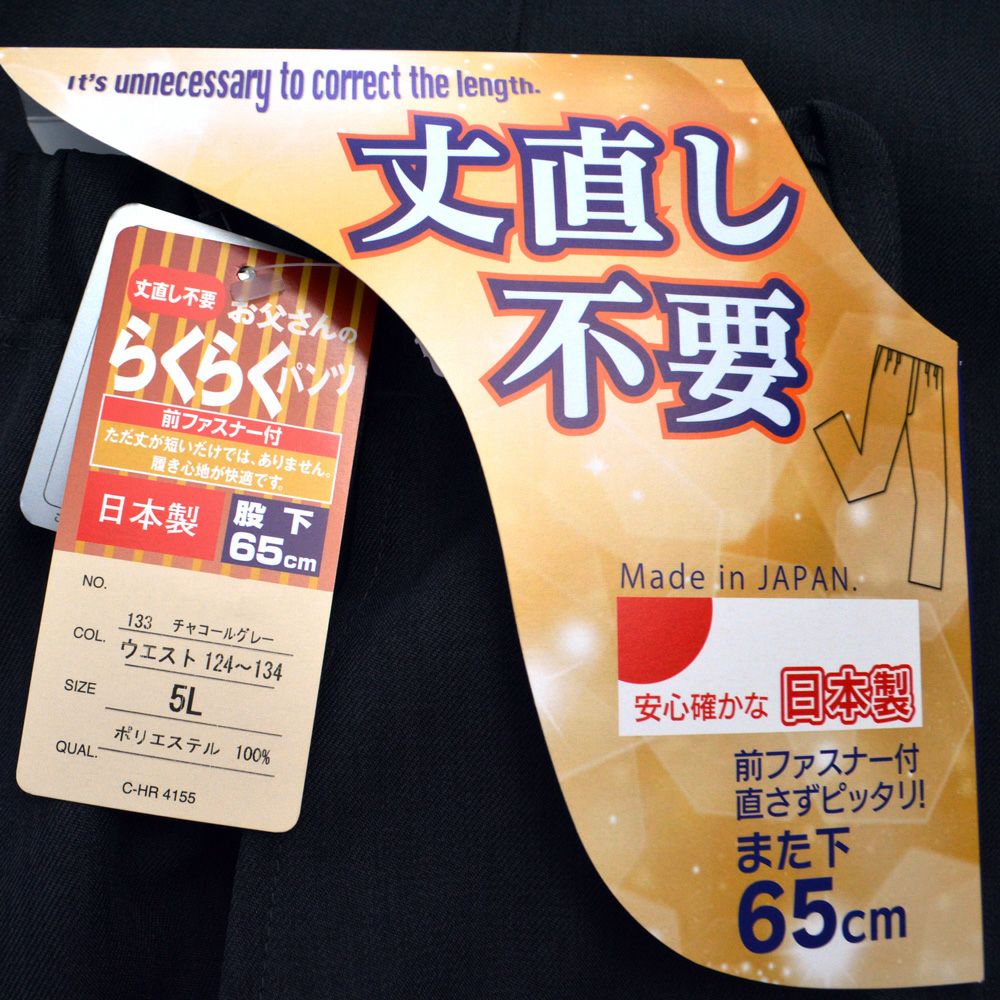 It's unnecessary to correct the length.
丈直し
不要
Made in JAPAN.
安心確かな 日本製
前ファスナー付
直さずピッタリ!
また下
65cm
丈直し不要
お父さんの
らくらくパンツ
前ファスナー付
ただ丈が短いだけでは、ありません。
履き心地が快適です。
日本製
股下
65cm
NO.
133 チャコールグレー
COL.
ウエスト 124～134
SIZE
5L
ポリエステル 100%
QUAL.
C-HR 4155